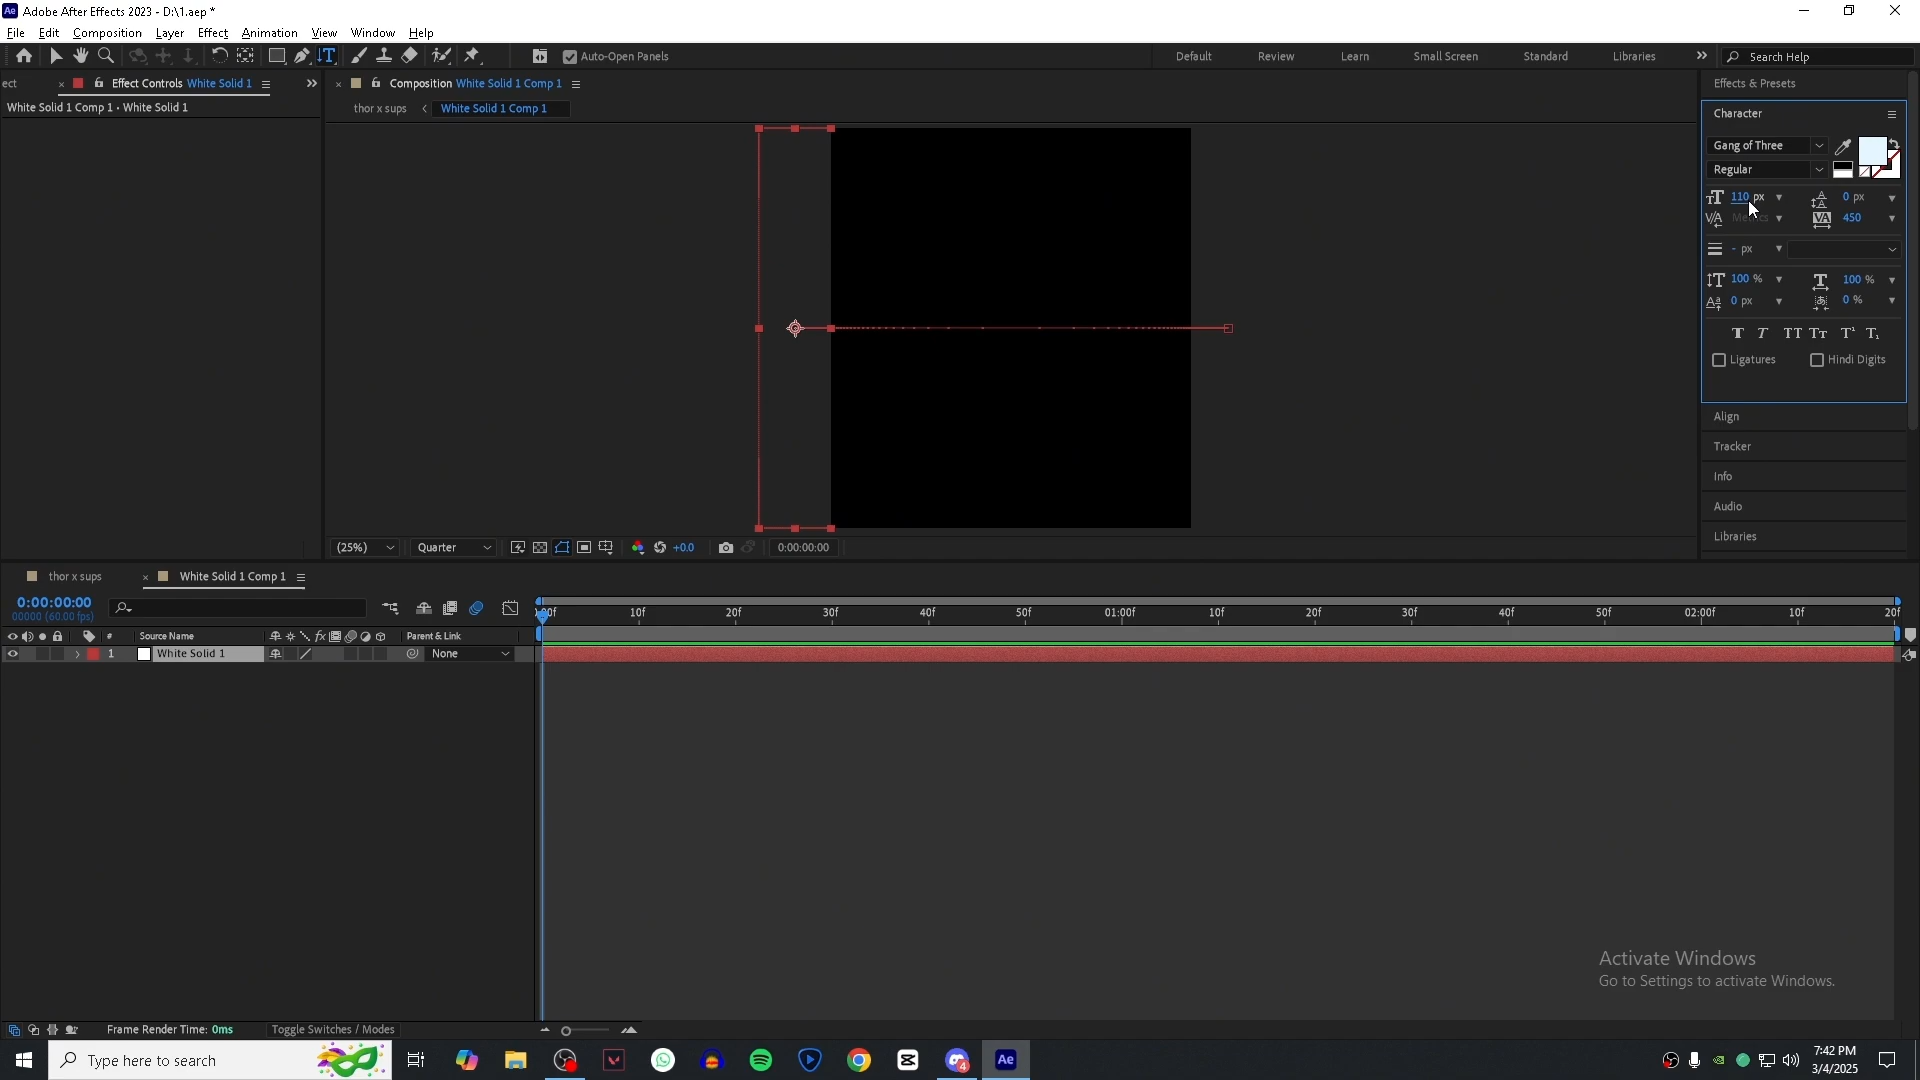 Adobe After Effects 2023 - D:\1.aep *
File Edit Composition Layer Effect Animation View Window Help
Auto-Open Panels Default Review Learn Small Screen Standard Libraries Search Help
ect Effect Controls White Solid 1
White Solid 1 Comp 1 • White Solid 1
Composition White Solid 1 Comp 1
thor x sups White Solid 1 Comp 1
Effects & Presets
Character
Gang of Three
Regular
110 px 0 px
450
- px
100 % 100 %
0 px 0 %
Ligatures Hindi Digits
Align
Tracker
Info
Audio
Libraries
(25%) Quarter +0.0 0:00:00:00
thor x sups White Solid 1 Comp 1
0:00:00:00
00000 (60.00 fps)
10f 20f 30f 40f 50f 01:00f 10f 20f 30f 40f 50f 02:00f 10f 20f
# Source Name Parent & Link
1 White Solid 1 None
Activate Windows
Go to Settings to activate Windows.
Frame Render Time: 0ms Toggle Switches / Modes
Type here to search
4
Ae
7:42 PM
3/4/2025